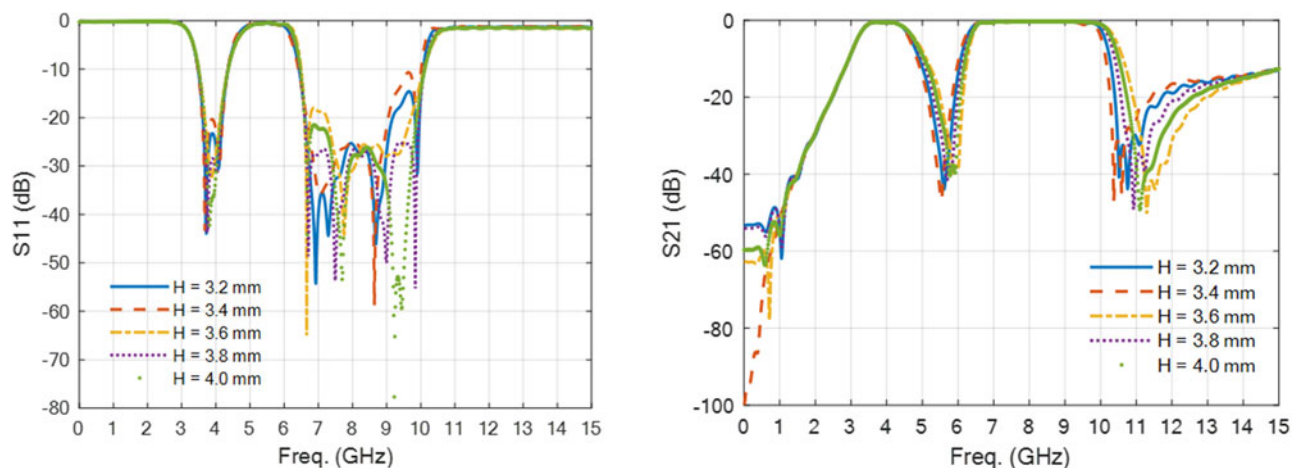 S11 (dB)
0
-10
-20
-30
-40
-50
-60
-70
-80
H = 3.2 mm
H = 3.4 mm
H = 3.6 mm
H = 3.8 mm
H = 4.0 mm
0 1 2 3 4 5 6 7 8 9 10 11 12 13 14 15
Freq. (GHz)
S21 (dB)
0
-20
-40
-60
-80
-100
H = 3.2 mm
H = 3.4 mm
H = 3.6 mm
H = 3.8 mm
H = 4.0 mm
0 1 2 3 4 5 6 7 8 9 10 11 12 13 14 15
Freq. (GHz)